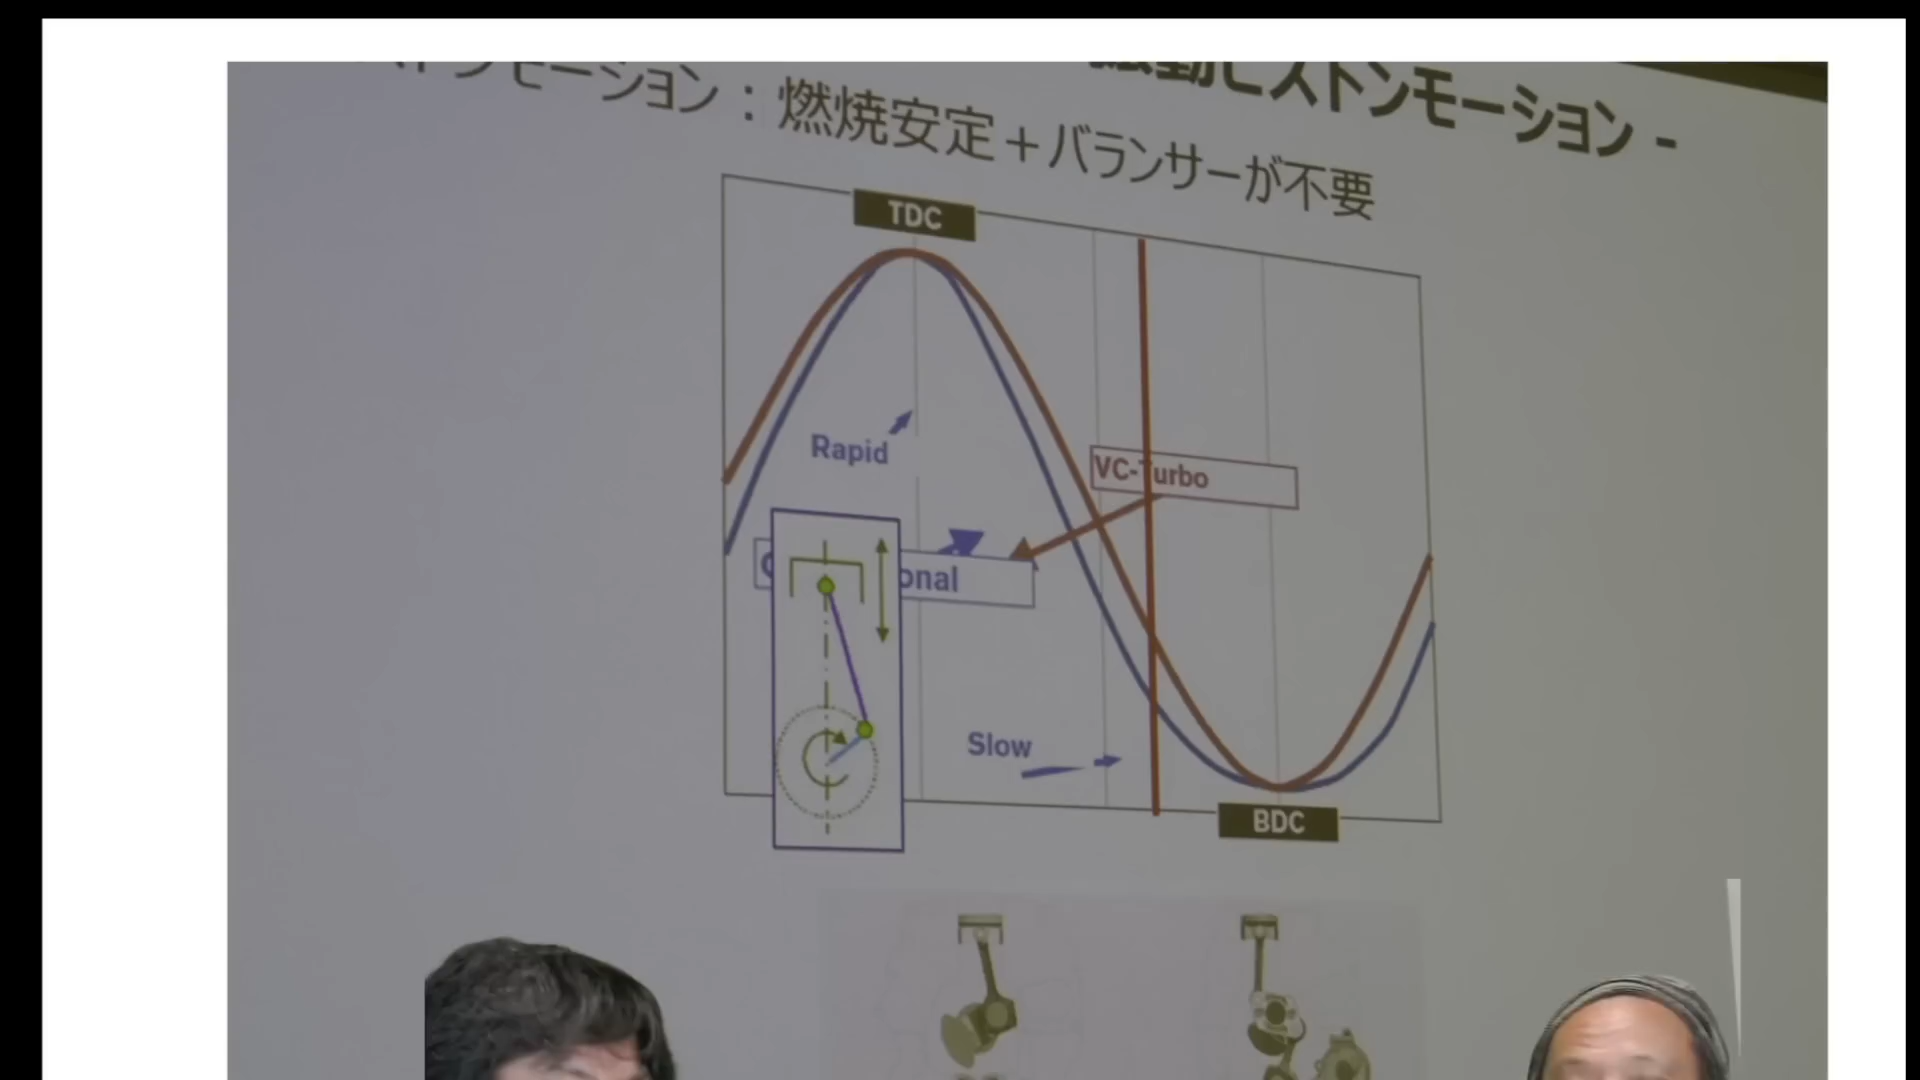 ピストンモーション -
モーション：燃焼安定＋バランサーが不要
TDC
Rapid
VC-Turbo
onal
Slow
BDC